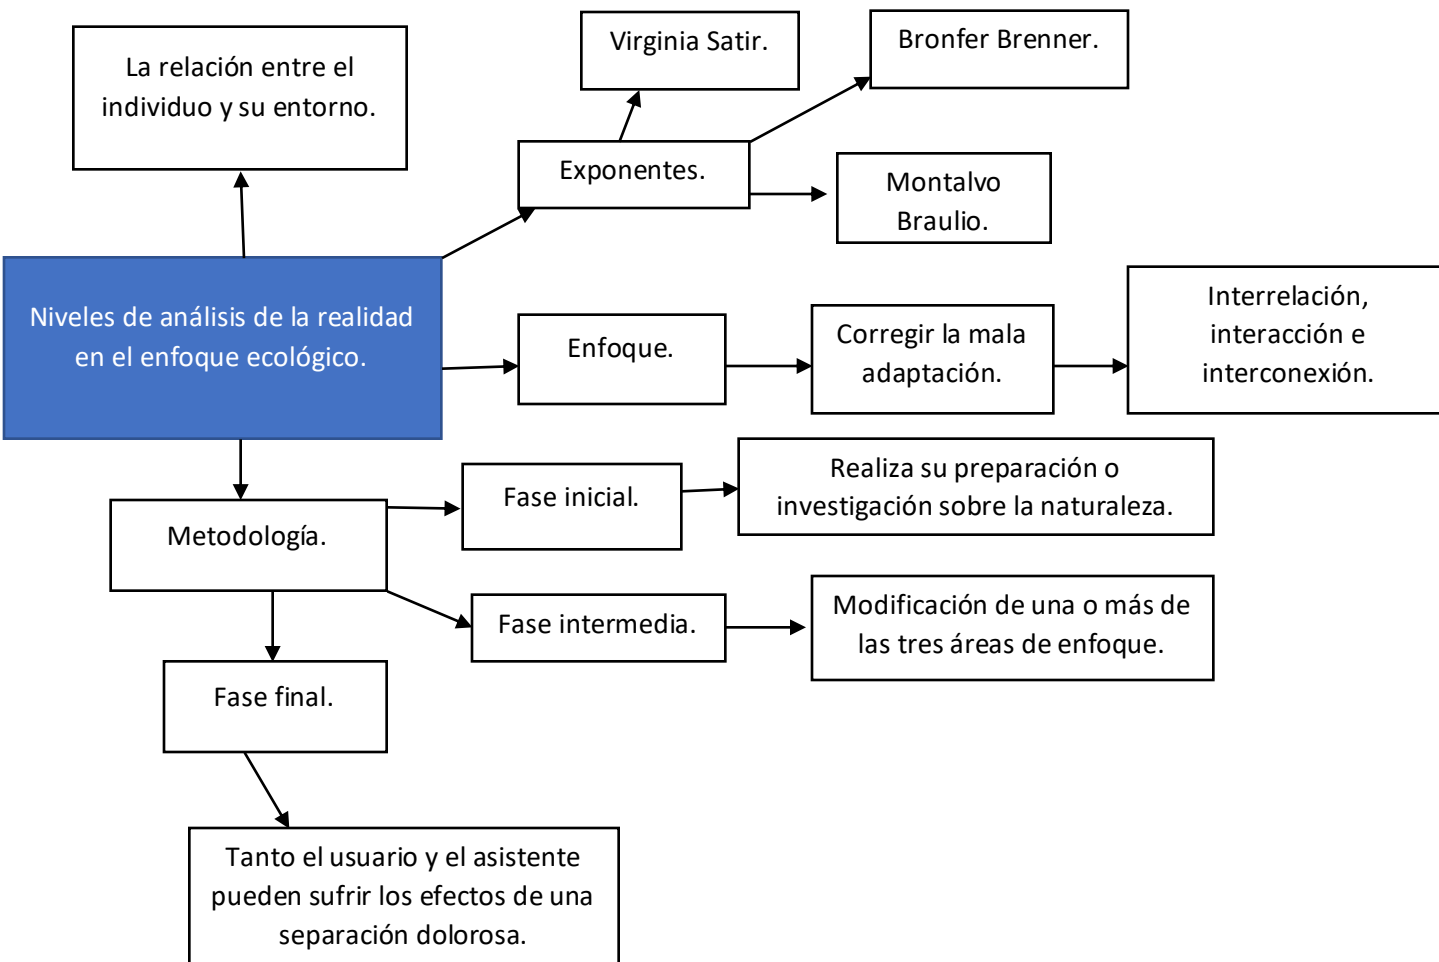 La relación entre el
individuo y su entorno.
Virginia Satir.
Bronfer Brenner.
Exponentes.
Montalvo
Braulio.
Niveles de análisis de la realidad
en el enfoque ecológico.
Enfoque.
Corregir la mala
adaptación.
Interrelación,
interacción e
interconexión.
Metodología.
Fase inicial.
Realiza su preparación o
investigación sobre la naturaleza.
Fase intermedia.
Modificación de una o más de
las tres áreas de enfoque.
Fase final.
Tanto el usuario y el asistente
pueden sufrir los efectos de una
separación dolorosa.